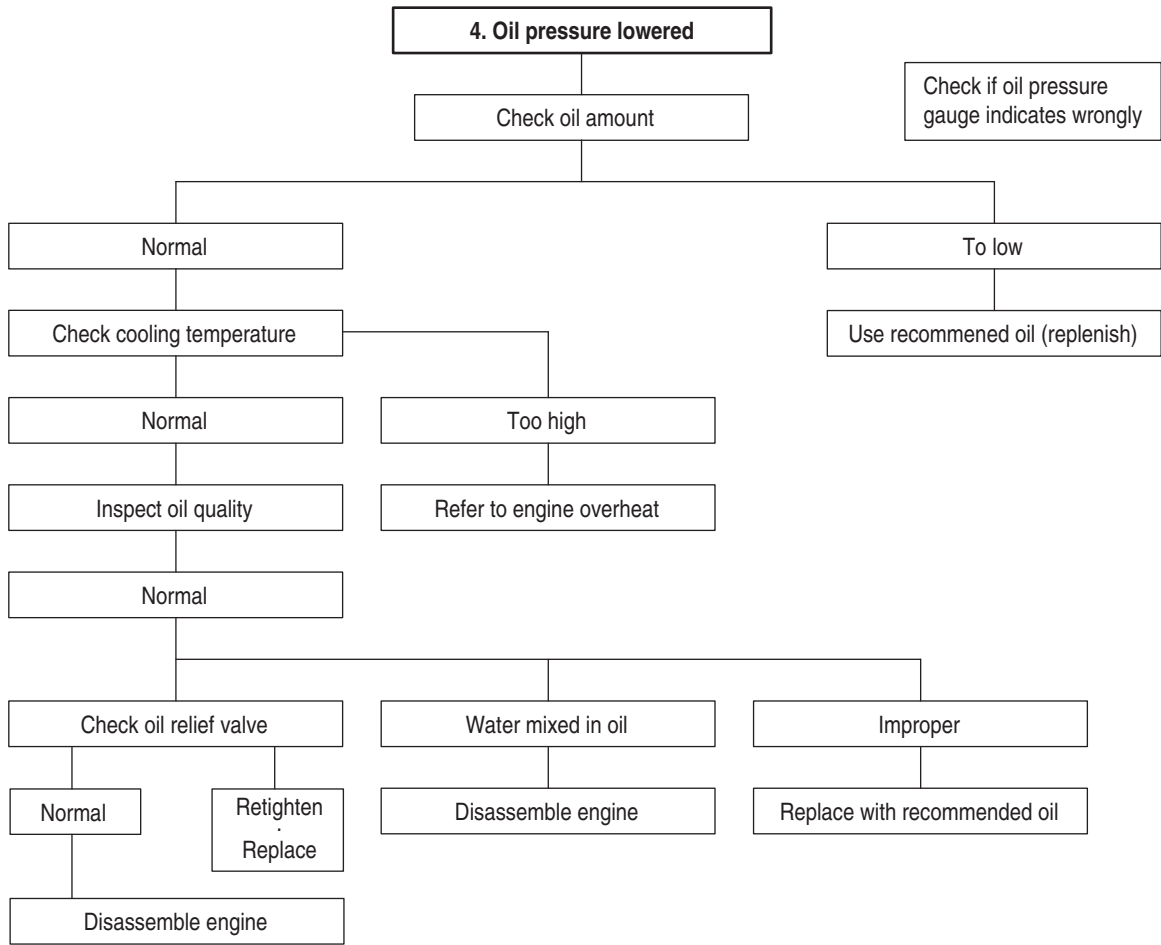 4. Oil pressure lowered
Check if oil pressure
gauge indicates wrongly
Check oil amount
Normal
To low
Check cooling temperature
Use recommened oil (replenish)
Normal
Too high
Inspect oil quality
Refer to engine overheat
Normal
Check oil relief valve
Water mixed in oil
Improper
Normal
Retighten
·
Replace
Disassemble engine
Replace with recommended oil
Disassemble engine